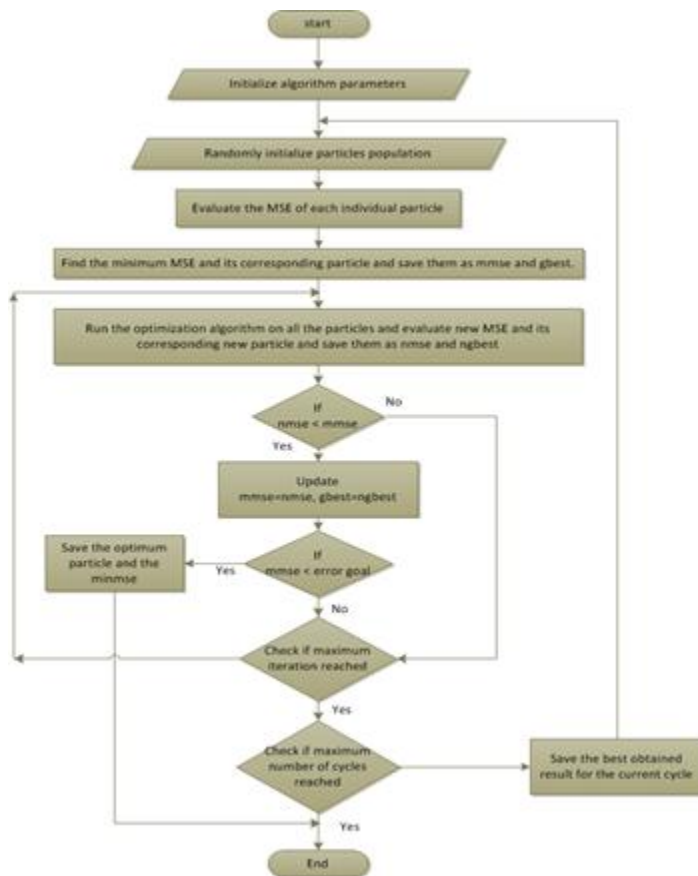 start
Initialize algorithm parameters
Randomly initialize particles population
Evaluate the MSE of each individual particle
Find the minimum MSE and its corresponding particle and save them as mmse and gbest.
Run the optimization algorithm on all the particles and evaluate new MSE and its
corresponding new particle and save them as nmse and ngbest
If
nmse < mmse
No
Yes
Update
mmse=nmse, gbest=ngbest
If
mmse < error goal
Yes
Save the optimum
particle and the
minmse
No
Check if maximum
iteration reached
Yes
Check if maximum
number of cycles
reached
Save the best obtained
result for the current cycle
Yes
End